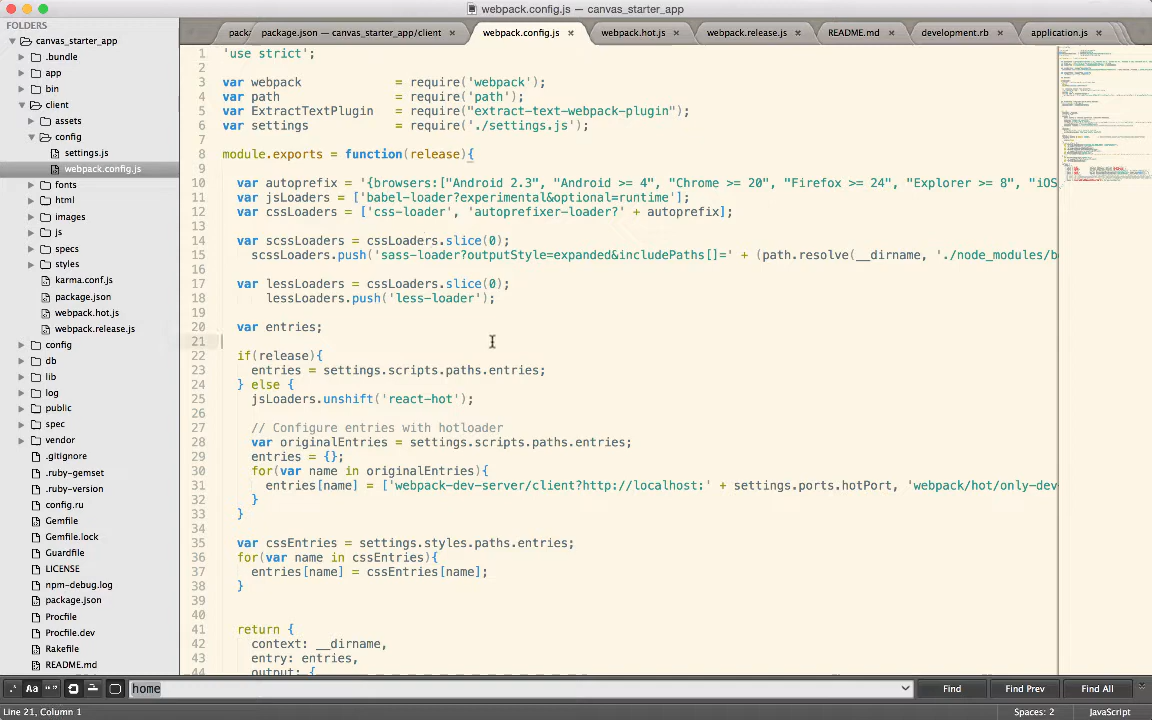 webpack.config.js — canvas_starter_app
FOLDERS
canvas_starter_app
.bundle
app
bin
client
assets
config
settings.js
webpack.config.js
fonts
html
images
js
specs
styles
karma.conf.js
package.json
webpack.hot.js
webpack.release.js
config
db
lib
log
public
spec
vendor
.gitignore
.ruby-gemset
.ruby-version
config.ru
Gemfile
Gemfile.lock
Guardfile
LICENSE
npm-debug.log
package.json
Procfile
Procfile.dev
Rakefile
README.md
packa package.json — canvas_starter_app/client × webpack.config.js × webpack.hot.js × webpack.release.js × README.md × development.rb × application.js ×
1 'use strict';
2
3 var webpack = require('webpack');
4 var path = require('path');
5 var ExtractTextPlugin = require("extract-text-webpack-plugin");
6 var settings = require('./settings.js');
7
8 module.exports = function(release){
9
10 var autoprefix = '{browsers:["Android 2.3", "Android >= 4", "Chrome >= 20", "Firefox >= 24", "Explorer >= 8", "iOS
11 var jsLoaders = ['babel-loader?experimental&optional=runtime'];
12 var cssLoaders = ['css-loader', 'autoprefixer-loader?' + autoprefix];
13
14 var scssLoaders = cssLoaders.slice(0);
15 scssLoaders.push('sass-loader?outputStyle=expanded&includePaths[]=' + (path.resolve(__dirname, './node_modules/b
16
17 var lessLoaders = cssLoaders.slice(0);
18 lessLoaders.push('less-loader');
19
20 var entries;
21
22 if(release){
23 entries = settings.scripts.paths.entries;
24 } else {
25 jsLoaders.unshift('react-hot');
26
27 // Configure entries with hotloader
28 var originalEntries = settings.scripts.paths.entries;
29 entries = {};
30 for(var name in originalEntries){
31 entries[name] = ['webpack-dev-server/client?http://localhost:' + settings.ports.hotPort, 'webpack/hot/only-dev
32 }
33 }
34
35 var cssEntries = settings.styles.paths.entries;
36 for(var name in cssEntries){
37 entries[name] = cssEntries[name];
38 }
39
40
41 return {
42 context: __dirname,
43 entry: entries,
44 output: {
.* Aa “” home Find Find Prev Find All
Line 21, Column 1 Spaces: 2 JavaScript